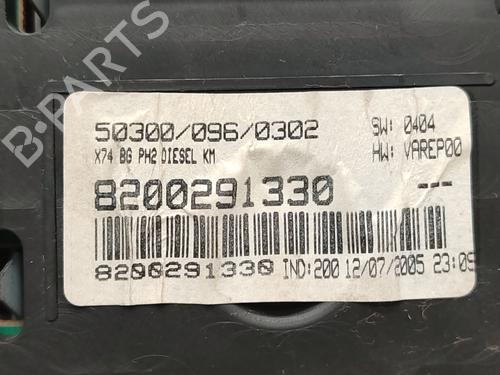 B-PARTS
50300/096/0302 SW: 0404
X74 BG PH2 DIESEL KM HW: VAREP00
8200291330 ---
8200291330 IND:200 12/07/2005 23:09